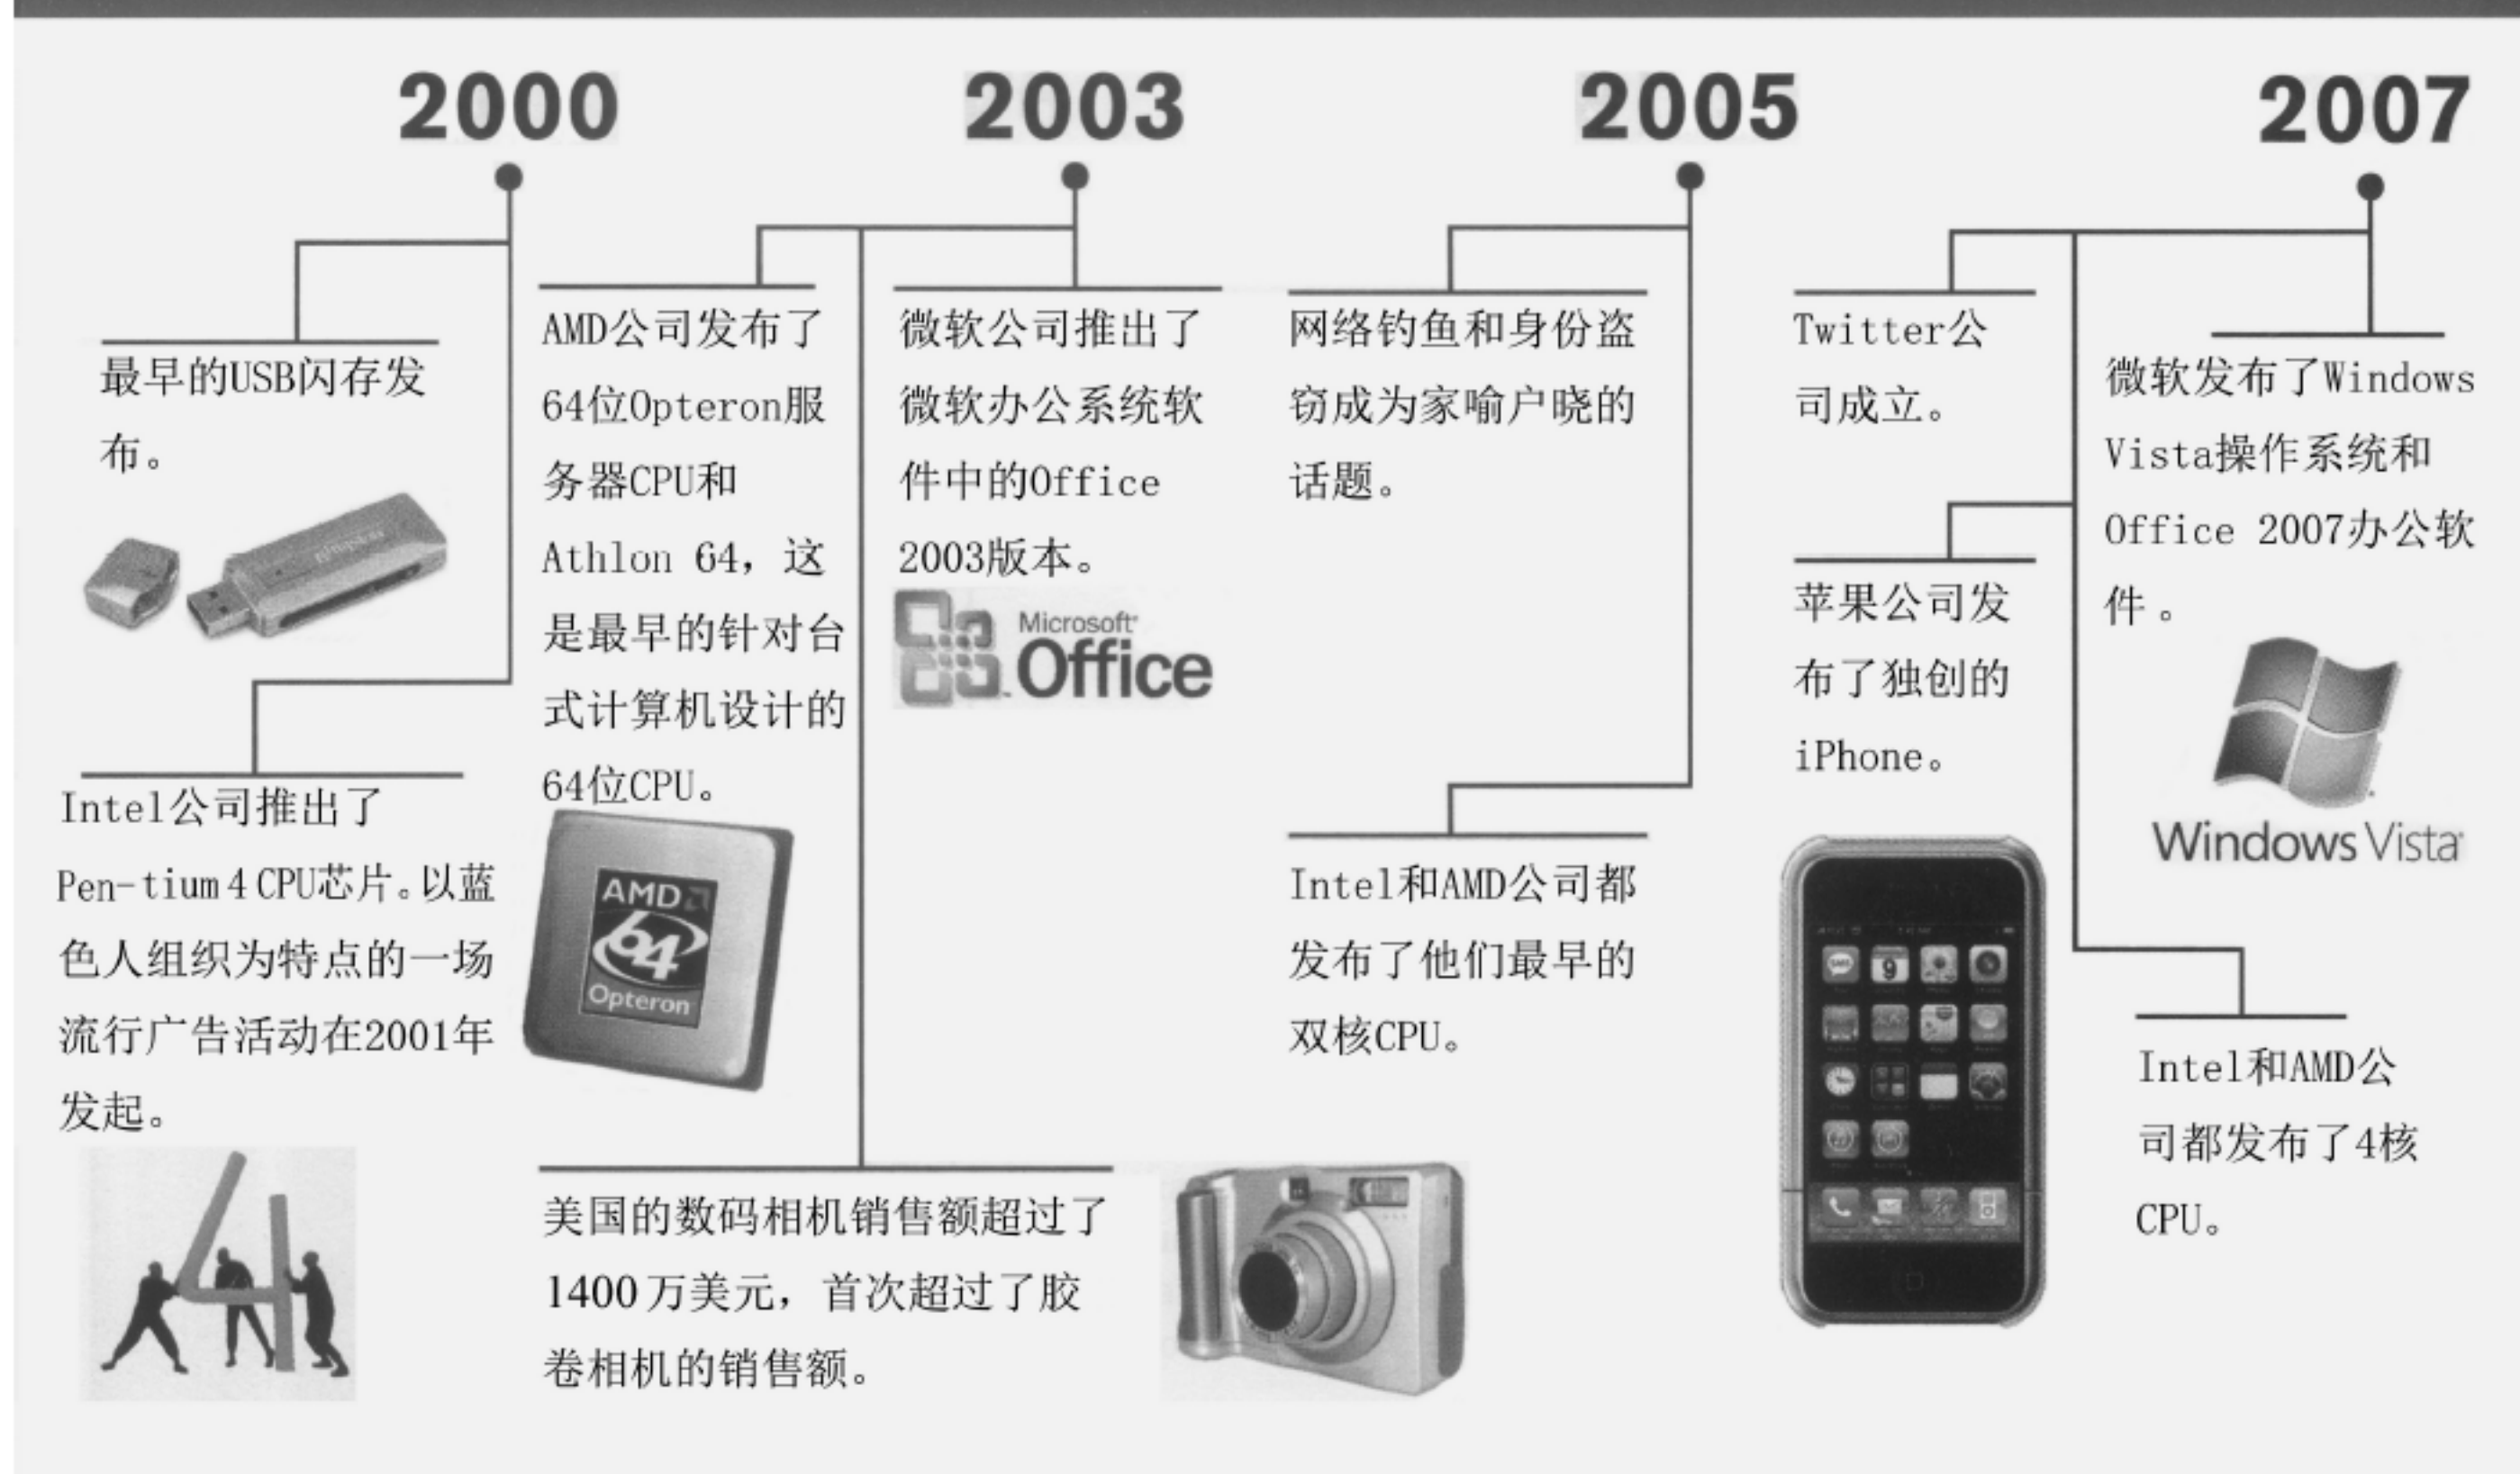 2000
最早的USB闪存发
布。
Intel公司推出了
Pen-tium 4 CPU芯片。以蓝
色人组织为特点的一场
流行广告活动在2001年
发起。
2003
AMD公司发布了
64位Opteron服
务器CPU和
Athlon 64，这
是最早的针对台
式计算机设计的
64位CPU。
AMD
64
Opteron
微软公司推出了
微软办公系统软
件中的Office
2003版本。
Microsoft
Office
美国的数码相机销售额超过了
1400万美元，首次超过了胶
卷相机的销售额。
2005
网络钓鱼和身份盗
窃成为家喻户晓的
话题。
Intel和AMD公司都
发布了他们最早的
双核CPU。
2007
Twitter公
司成立。
苹果公司发
布了独创的
iPhone。
9
微软发布了Windows
Vista操作系统和
Office 2007办公软
件。
Windows Vista
Intel和AMD公
司都发布了4核
CPU。